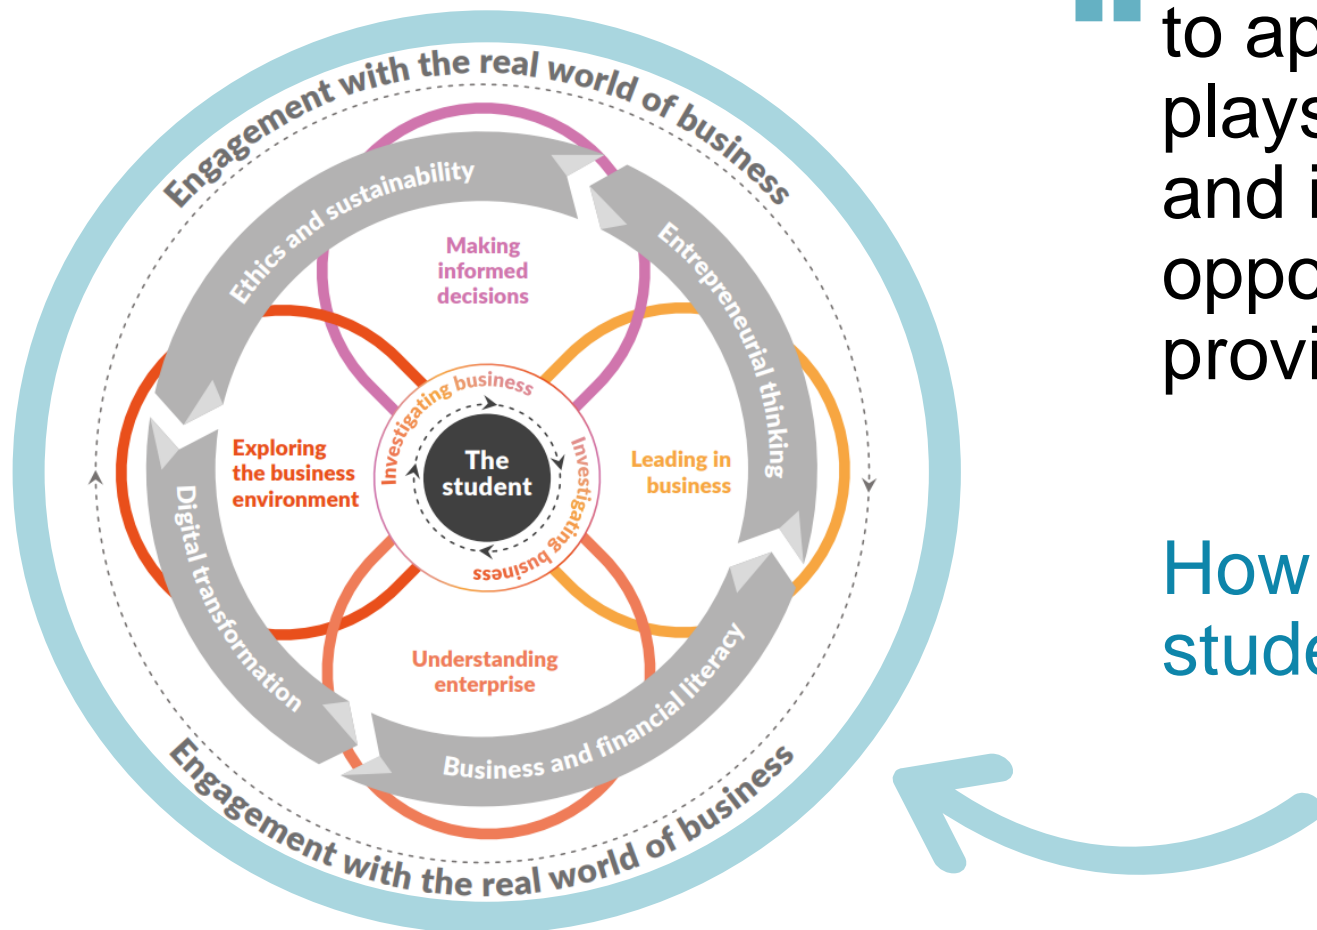 Engagement with the real world of business
Ethics and sustainability
Entrepreneurial thinking
Making
informed
decisions
Investigating business
Investigating business
Exploring
the business
environment
The
student
Leading in
business
Digital transformation
Understanding
enterprise
Business and financial literacy
Engagement with the real world of business
to ap
plays
and i
oppo
provi
How
stude